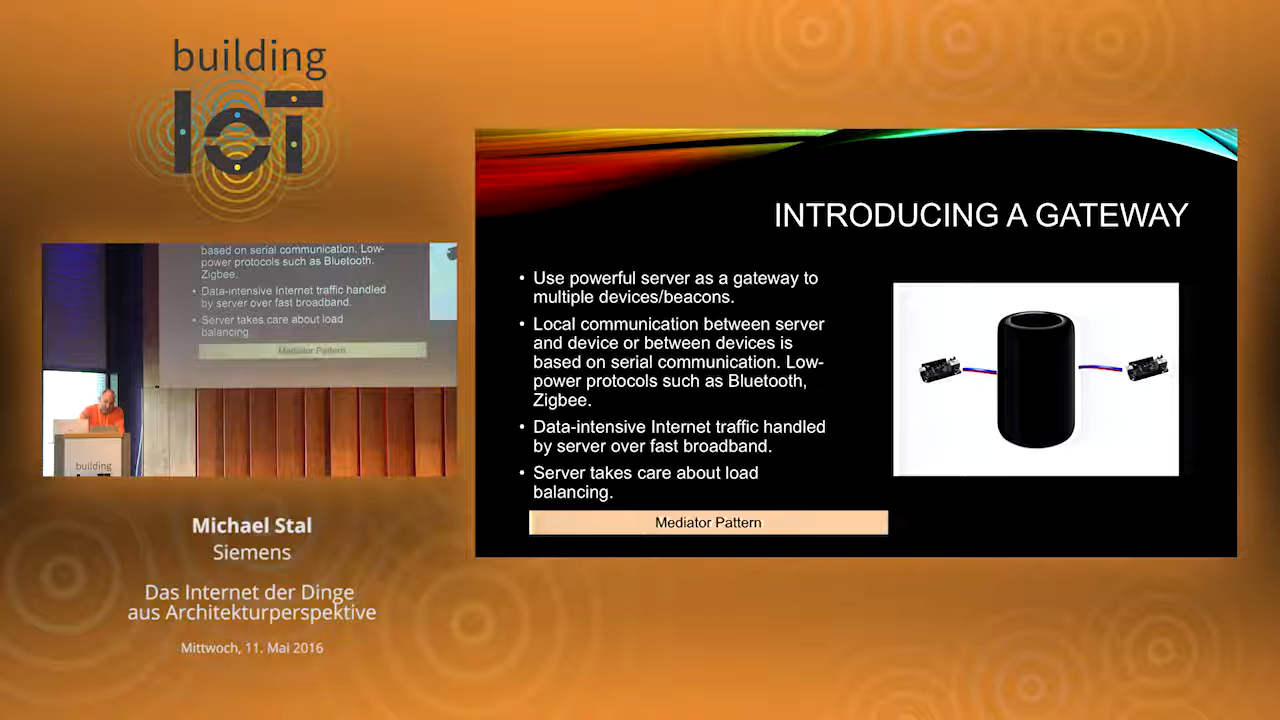 building
IoT
based on serial communication. Low-
power protocols such as Bluetooth,
Zigbee.
• Data-intensive Internet traffic handled
by server over fast broadband.
• Server takes care about load
balancing.
Mediator Pattern
building
Michael Stal
Siemens
Das Internet der Dinge
aus Architekturperspektive
Mittwoch, 11. Mai 2016
INTRODUCING A GATEWAY
• Use powerful server as a gateway to
multiple devices/beacons.
• Local communication between server
and device or between devices is
based on serial communication. Low-
power protocols such as Bluetooth,
Zigbee.
• Data-intensive Internet traffic handled
by server over fast broadband.
• Server takes care about load
balancing.
Mediator Pattern